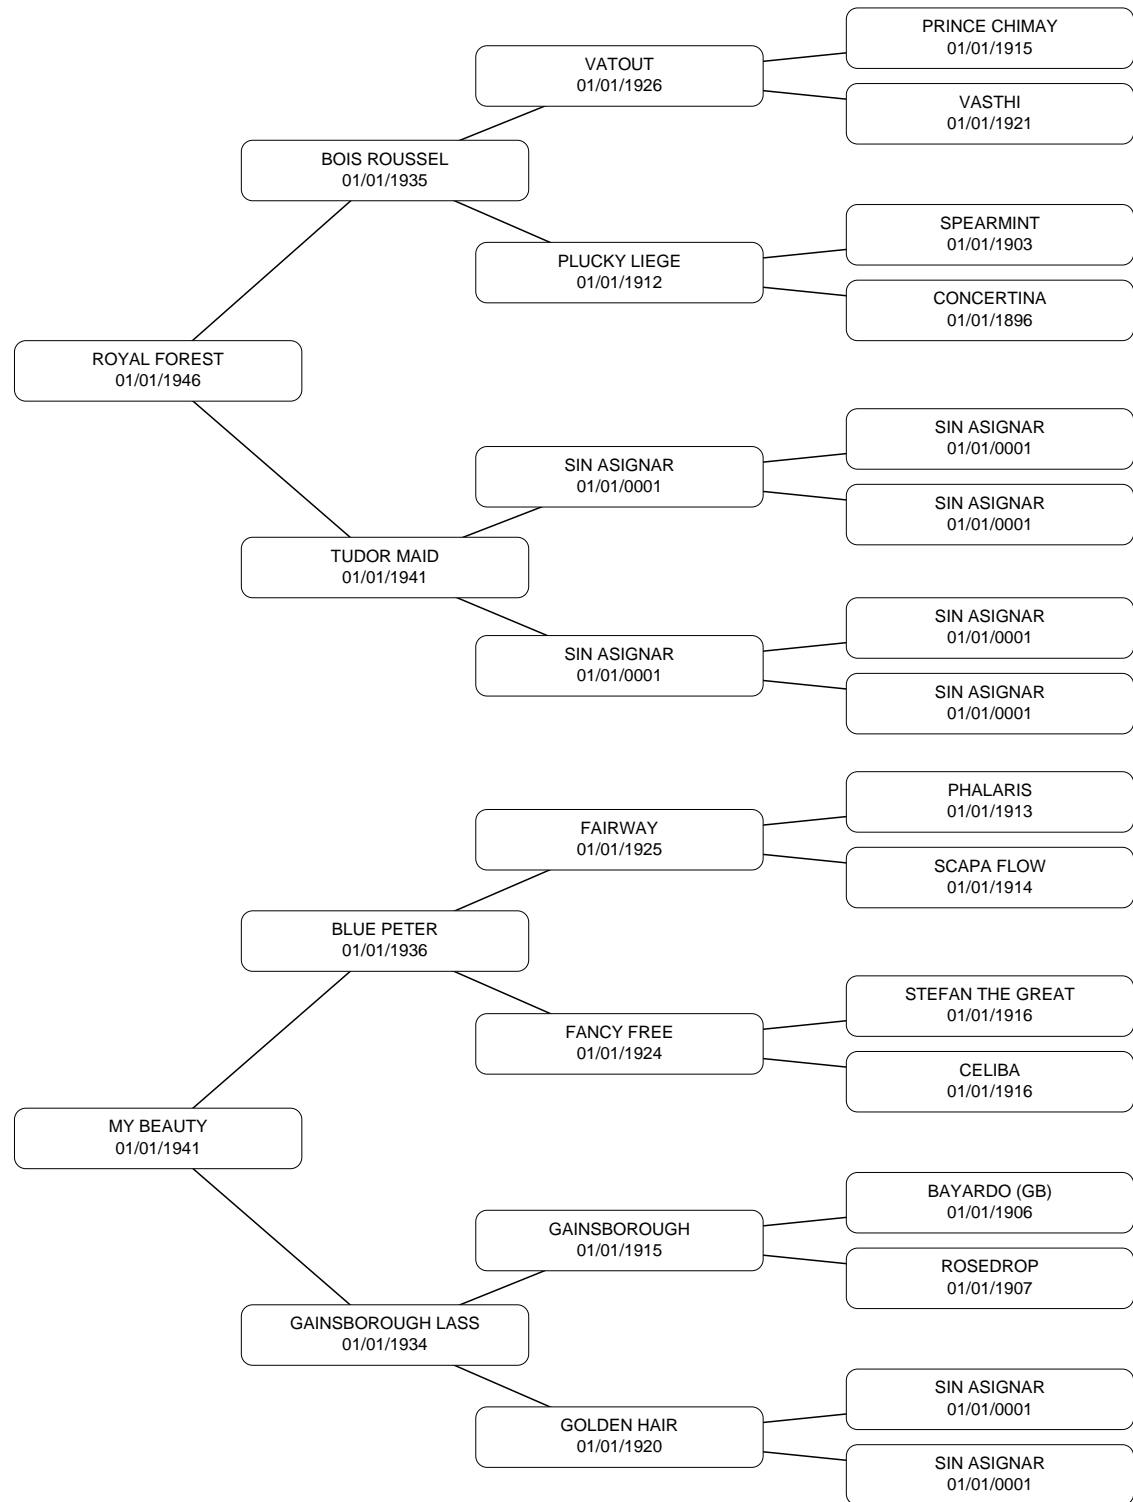 PRINCE CHIMAY
01/01/1915
VATOUT
01/01/1926
VASTHI
01/01/1921
BOIS ROUSSEL
01/01/1935
SPEARMINT
01/01/1903
PLUCKY LIEGE
01/01/1912
CONCERTINA
01/01/1896
ROYAL FOREST
01/01/1946
SIN ASIGNAR
01/01/0001
SIN ASIGNAR
01/01/0001
SIN ASIGNAR
01/01/0001
TUDOR MAID
01/01/1941
SIN ASIGNAR
01/01/0001
SIN ASIGNAR
01/01/0001
SIN ASIGNAR
01/01/0001
PHALARIS
01/01/1913
FAIRWAY
01/01/1925
SCAPA FLOW
01/01/1914
BLUE PETER
01/01/1936
STEFAN THE GREAT
01/01/1916
FANCY FREE
01/01/1924
CELIBA
01/01/1916
MY BEAUTY
01/01/1941
BAYARDO (GB)
01/01/1906
GAINSBOROUGH
01/01/1915
ROSEDROP
01/01/1907
GAINSBOROUGH LASS
01/01/1934
SIN ASIGNAR
01/01/0001
GOLDEN HAIR
01/01/1920
SIN ASIGNAR
01/01/0001